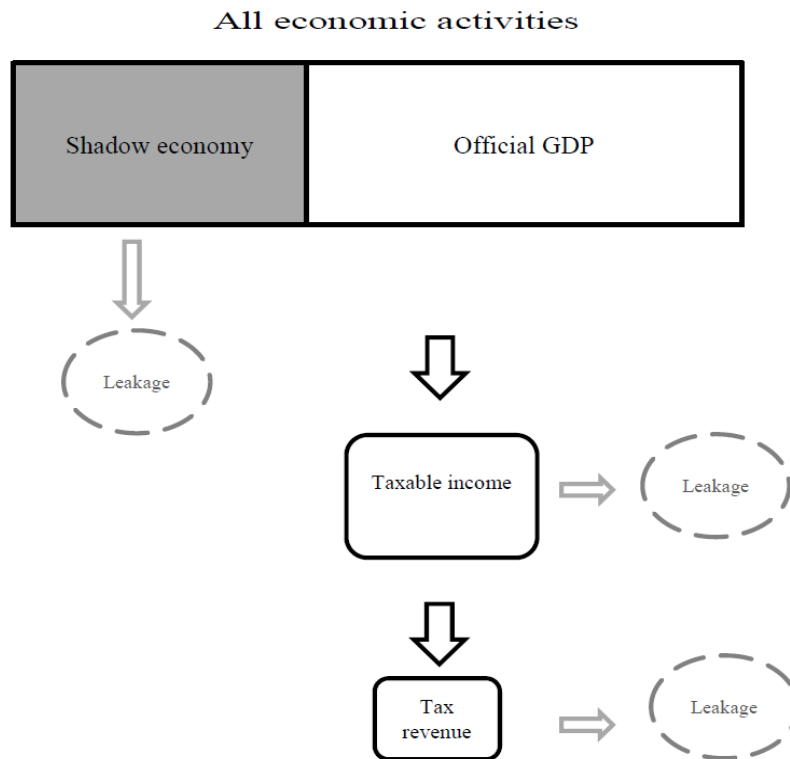 All economic activities
Shadow economy
Official GDP
Leakage
Taxable income
Leakage
Tax
revenue
Leakage